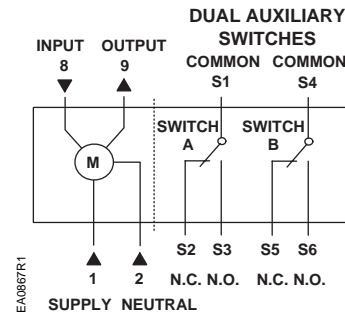 DUAL AUXILIARY
SWITCHES
INPUT OUTPUT
8 9
COMMON COMMON
S1 S4
SWITCH
A
SWITCH
B
M
S2 S3 S5 S6
1 2 N.C. N.O. N.C. N.O.
SUPPLY NEUTRAL
EA0867R1